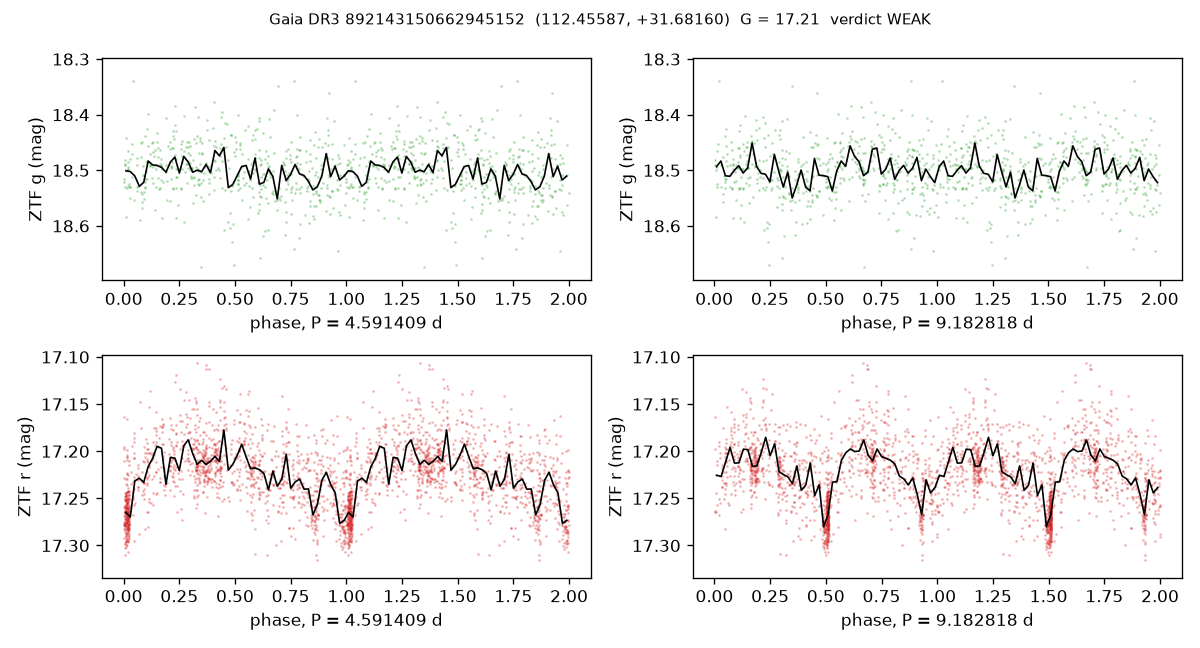 Gaia DR3 892143150662945152  (112.45587, +31.68160)  G = 17.21  verdict WEAK
18.3
18.4
18.5
18.6
ZTF g (mag)
0.00 0.25 0.50 0.75 1.00 1.25 1.50 1.75 2.00
phase, P = 4.591409 d
18.3
18.4
18.5
18.6
ZTF g (mag)
0.00 0.25 0.50 0.75 1.00 1.25 1.50 1.75 2.00
phase, P = 9.182818 d
17.10
17.15
17.20
17.25
17.30
ZTF r (mag)
0.00 0.25 0.50 0.75 1.00 1.25 1.50 1.75 2.00
phase, P = 4.591409 d
17.10
17.15
17.20
17.25
17.30
ZTF r (mag)
0.00 0.25 0.50 0.75 1.00 1.25 1.50 1.75 2.00
phase, P = 9.182818 d